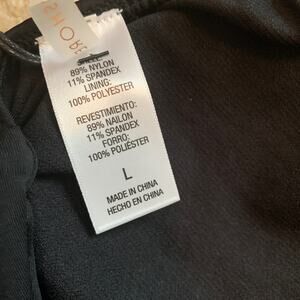 SHORE
89% NYLON
11% SPANDEX
LINING:
100% POLYESTER
REVESTIMIENTO:
89% NAILON
11% SPANDEX
FORRO:
100% POLIÉSTER
L
MADE IN CHINA
HECHO EN CHINA